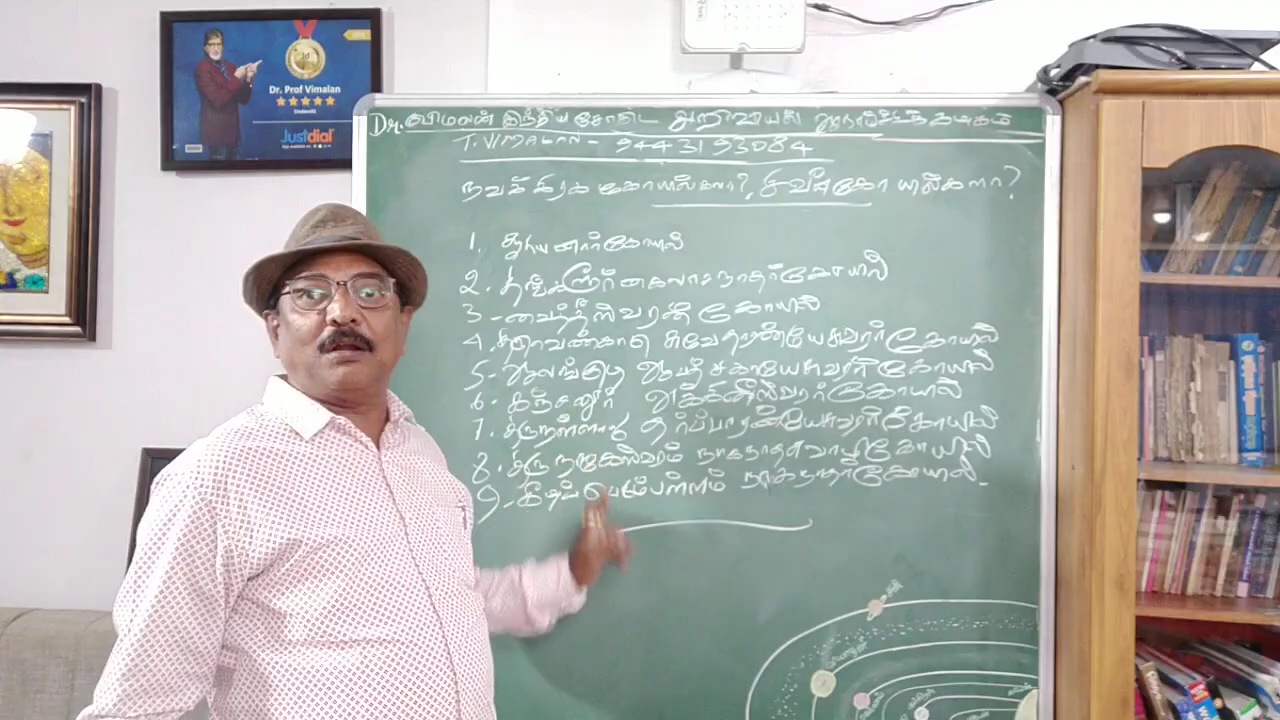 Dr. Prof Vimalan
Justdial
Dr. விமலன் இந்திய சோதிட அறிவியல்
T.VIMALAN - 9443193084
நவக்கிரக கோயில்களா? சிவன்கோயில்களா?
1. சூரியனார்கோயில்
2. திங்களூர் கைலாசநாதர்கோயில்
3 - வைத்தீஸ்வரன் கோயில்
4. திருவெண்காடு சுவேதாரண்யேசுவரர்கோயில்
5. ஆலங்குடி ஆபத்சகாயேசுவரர்கோயில்
6. கஞ்சனூர் அக்கினீஸ்வரர்கோயில்
7. திருநள்ளாறு தர்ப்பாரண்யேசுவரர்கோயில்
8. திருநாகேஸ்வரம் நாகநாதசுவாமிகோயில்
9 - கீழப்பெரும்பள்ளம் நாகநாதர்கோயில் -
சனி